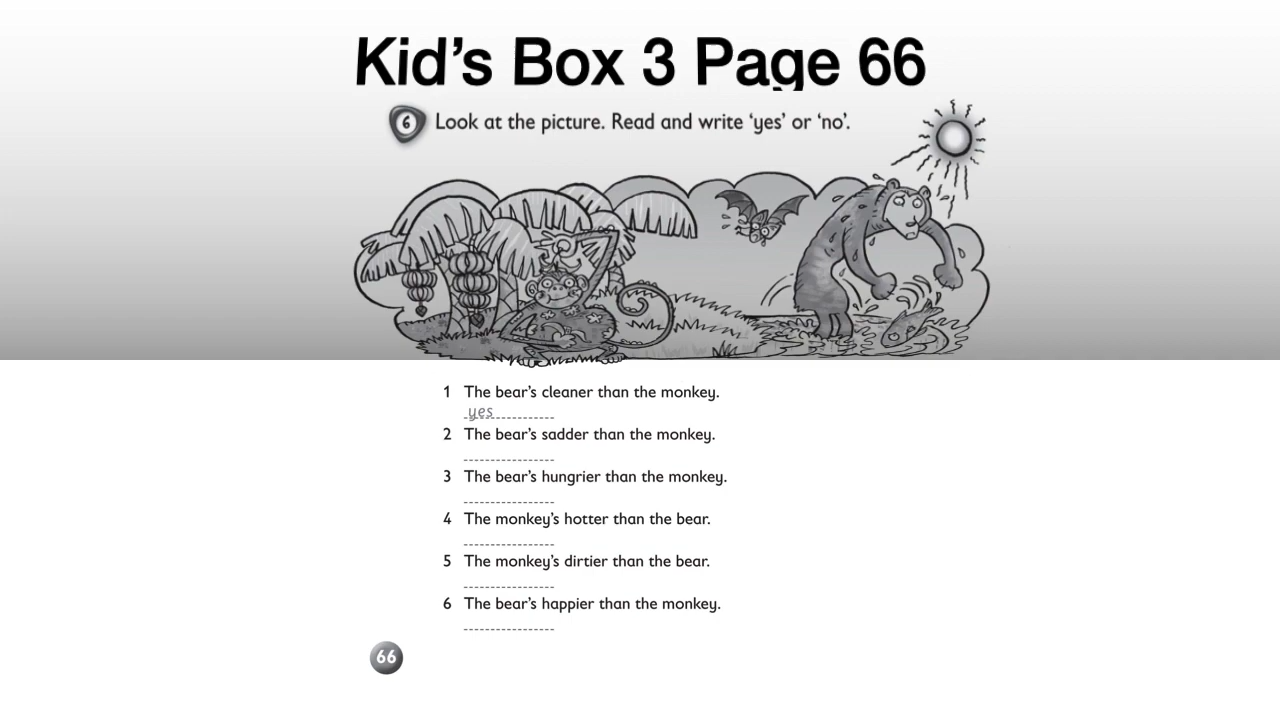 Kid's Box 3 Page 66
6 Look at the picture. Read and write ‘yes’ or ‘no’.
1 The bear's cleaner than the monkey.
yes
2 The bear's sadder than the monkey.
3 The bear's hungrier than the monkey.
4 The monkey's hotter than the bear.
5 The monkey's dirtier than the bear.
6 The bear's happier than the monkey.
66